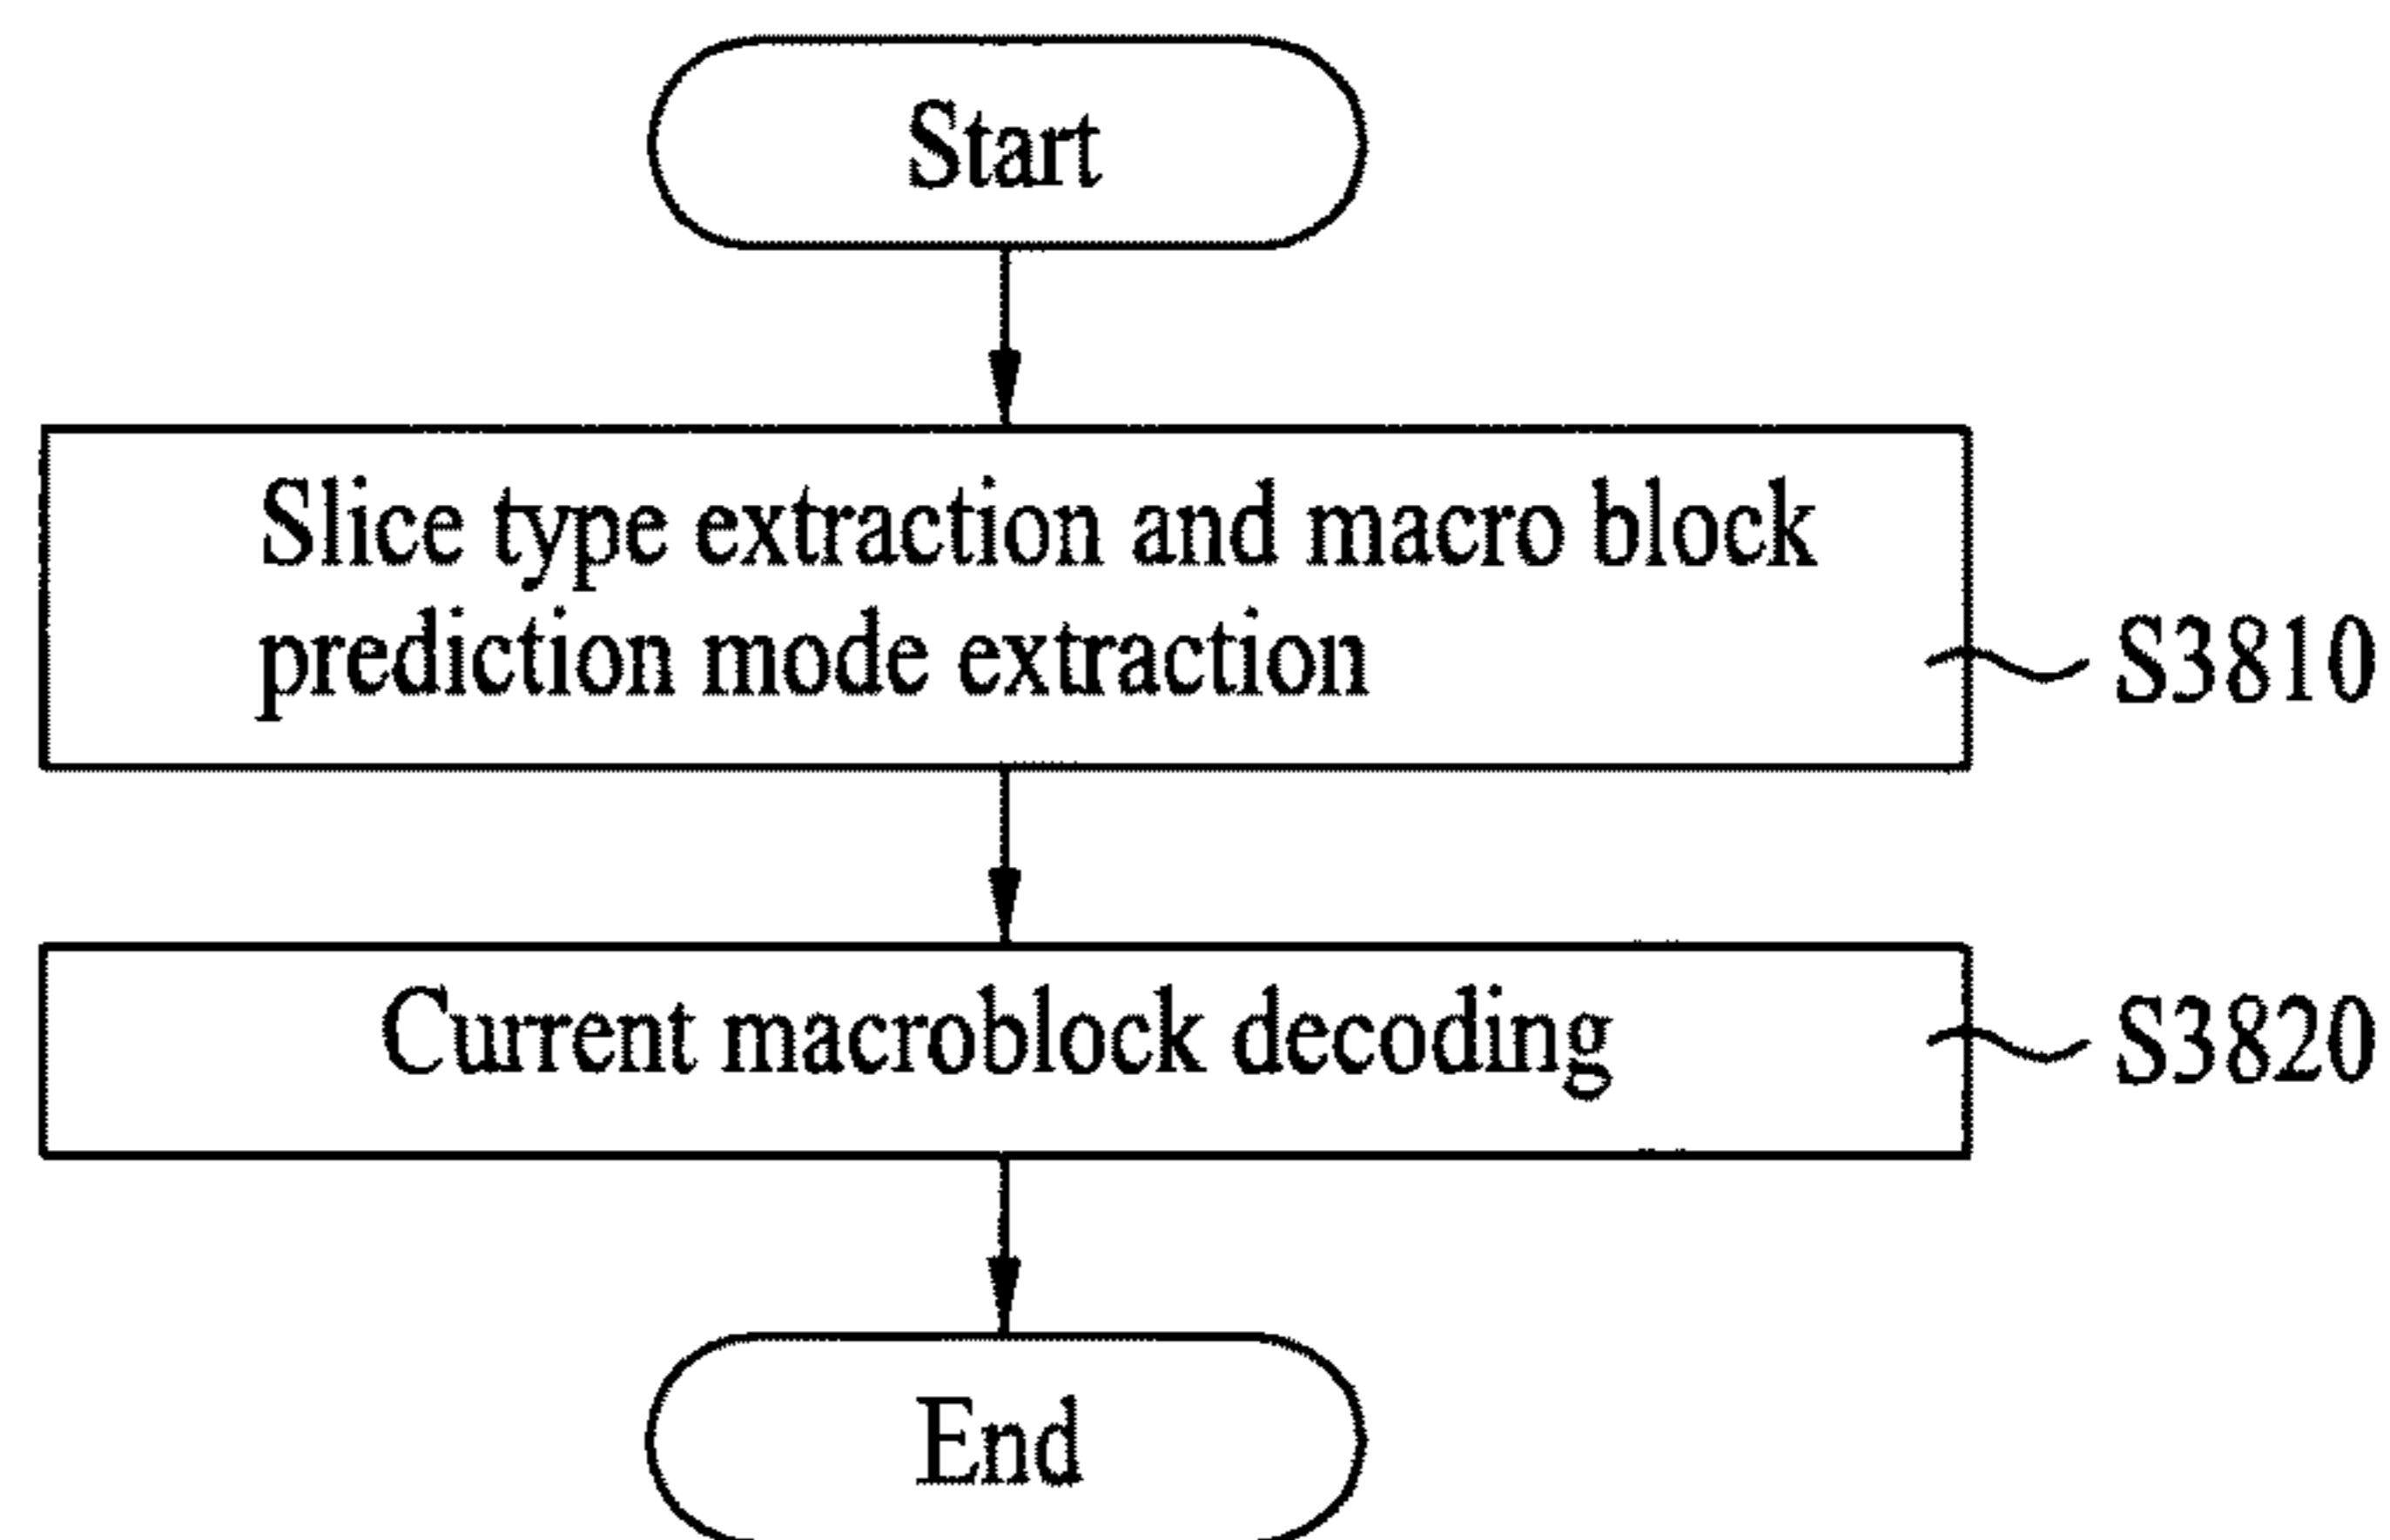 Start
Slice type extraction and macro block
prediction mode extraction
S3810
Current macroblock decoding
S3820
End